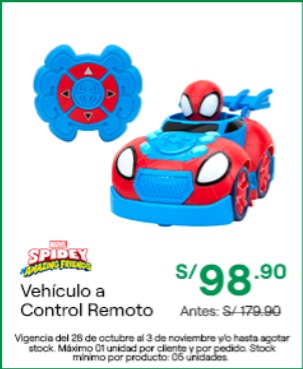 MARVEL
SPIDEY
AND HIS
AMAZING FRIENDS
Vehículo a
Control Remoto
S/98.90
Antes: S/ 179.90
Vigencia del 28 de octubre al 3 de noviembre y/o hasta agotar
stock. Máximo 01 unidad por cliente y por pedido. Stock
mínimo por producto: 05 unidades.